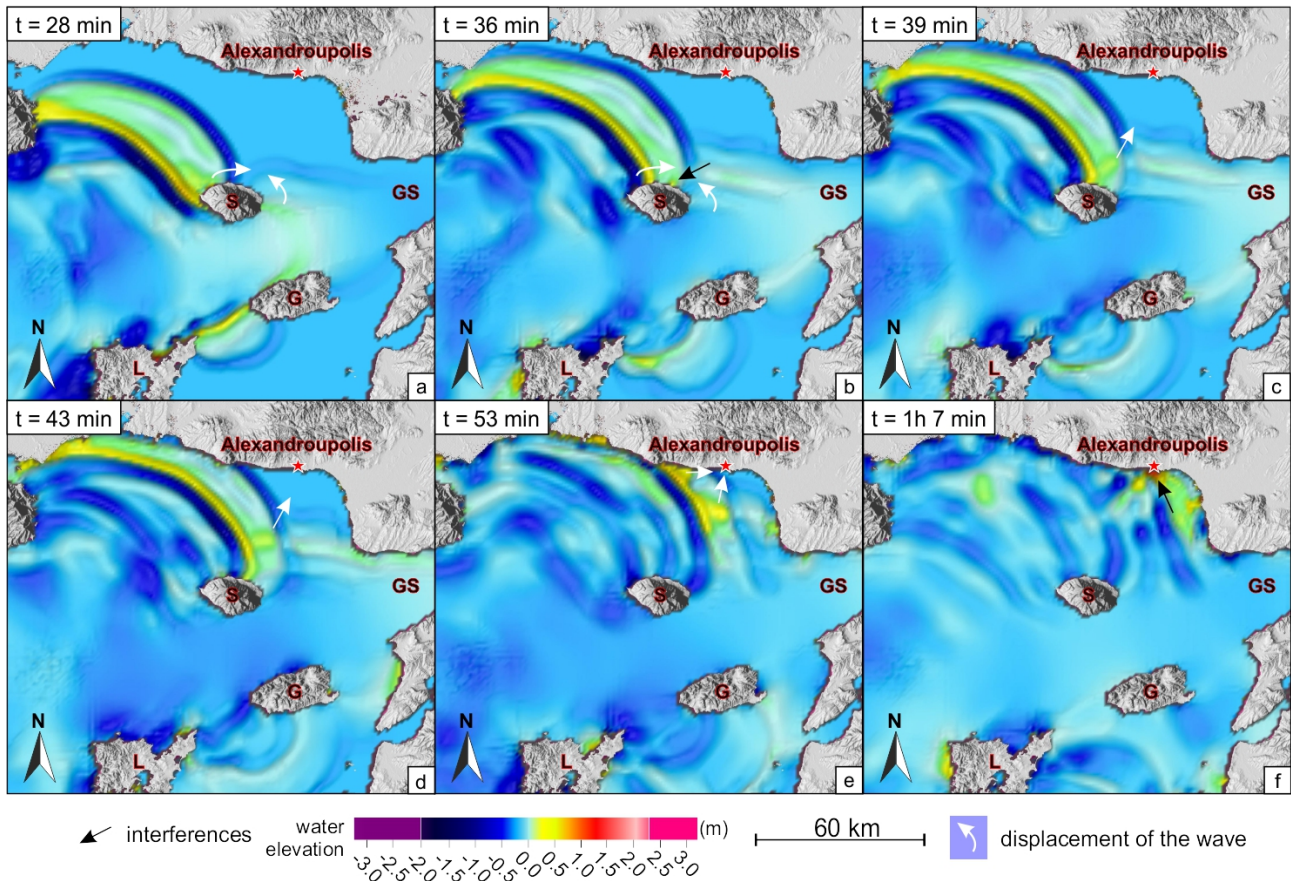 t = 28 min
Alexandroupolis
GS
S
G
L
N
a
t = 36 min
Alexandroupolis
GS
S
G
L
N
b
t = 39 min
Alexandroupolis
GS
S
G
L
N
c
t = 43 min
Alexandroupolis
GS
S
G
L
N
d
t = 53 min
Alexandroupolis
GS
S
G
L
N
e
t = 1h 7 min
Alexandroupolis
GS
S
G
L
N
f
interferences
water elevation
(m)
-3.0 -2.5 -2.0 -1.5 -1.0 -0.5 0.0 0.5 1.0 1.5 2.0 2.5 3.0
60 km
displacement of the wave